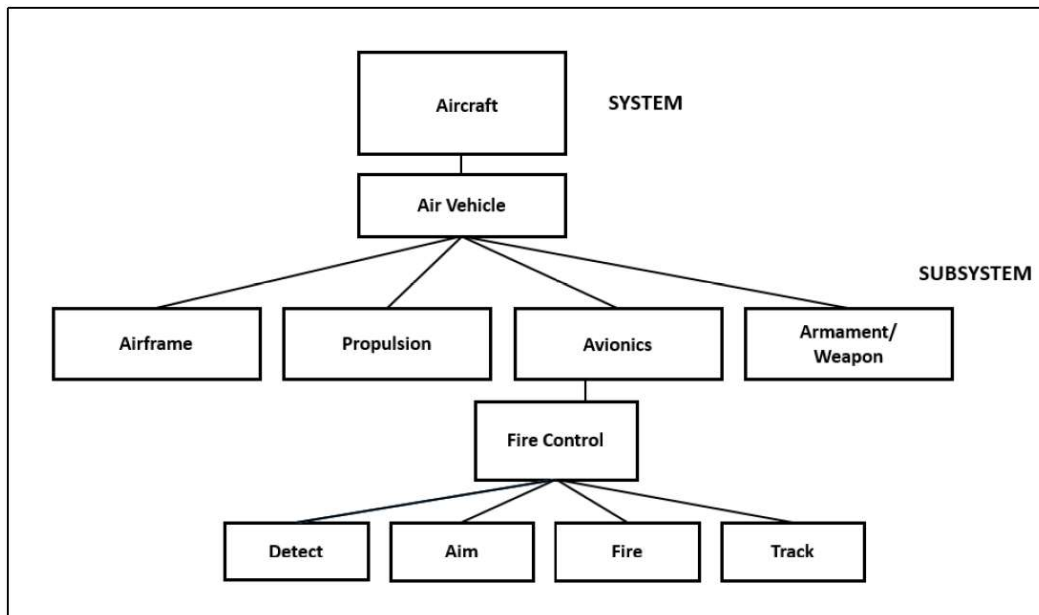 Aircraft
SYSTEM
Air Vehicle
SUBSYSTEM
Airframe
Propulsion
Avionics
Armament/
Weapon
Fire Control
Detect
Aim
Fire
Track